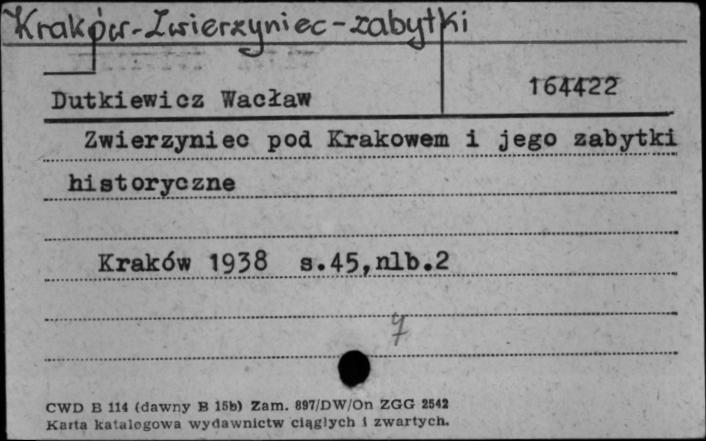 Kraków-Zwierzyniec-zabytki
Dutkiewicz Wacław
164422
Zwierzyniec pod Krakowem i jego zabytki
historyczne
Kraków 1938 s.45,nlb.2
7
CWD B 114 (dawny B 15b) Zam. 897/DW/On ZGG 2542
Karta katalogowa wydawnictw ciągłych i zwartych.